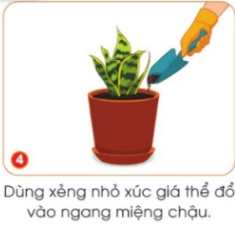 4
Dùng xẻng nhỏ xúc giá thể đổ
vào ngang miệng chậu.